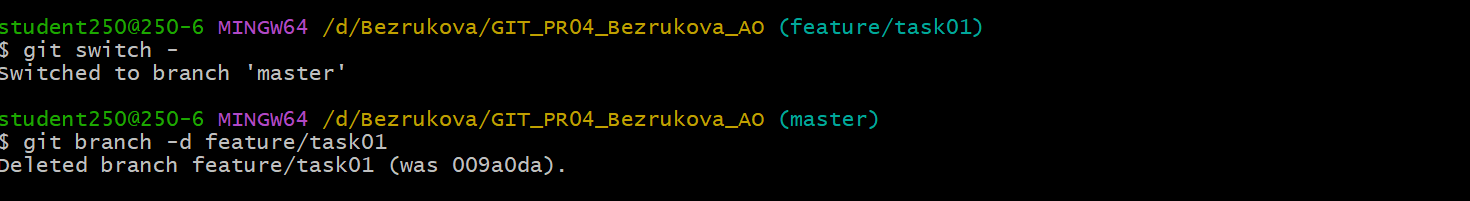 student250@250-6 MINGW64 /d/Bezrukova/GIT_PR04_Bezrukova_AO (feature/task01)
$ git switch -
Switched to branch 'master'
student250@250-6 MINGW64 /d/Bezrukova/GIT_PR04_Bezrukova_AO (master)
$ git branch -d feature/task01
Deleted branch feature/task01 (was 009a0da).